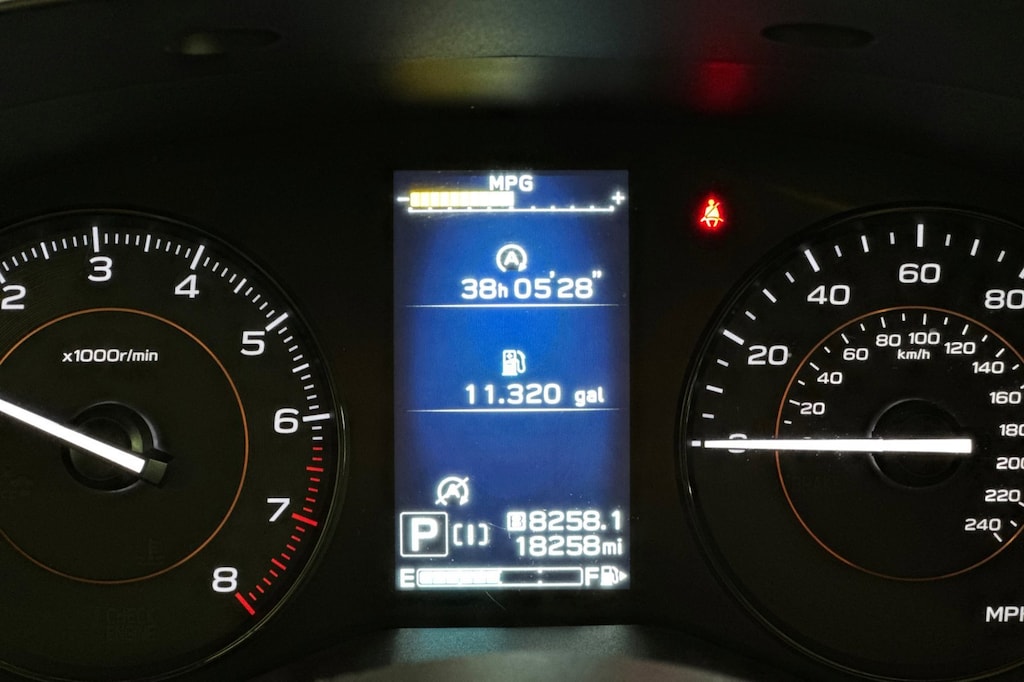 MPG
- +
A
38h 05'28"
11.320 gal
A
P [I]
B 8258.1
18258mi
E F
2 3 4 5 6 7 8
x1000r/min
0 20 40 60 80
20 40 60 80 100 120 140 160 180 200 220 240
km/h